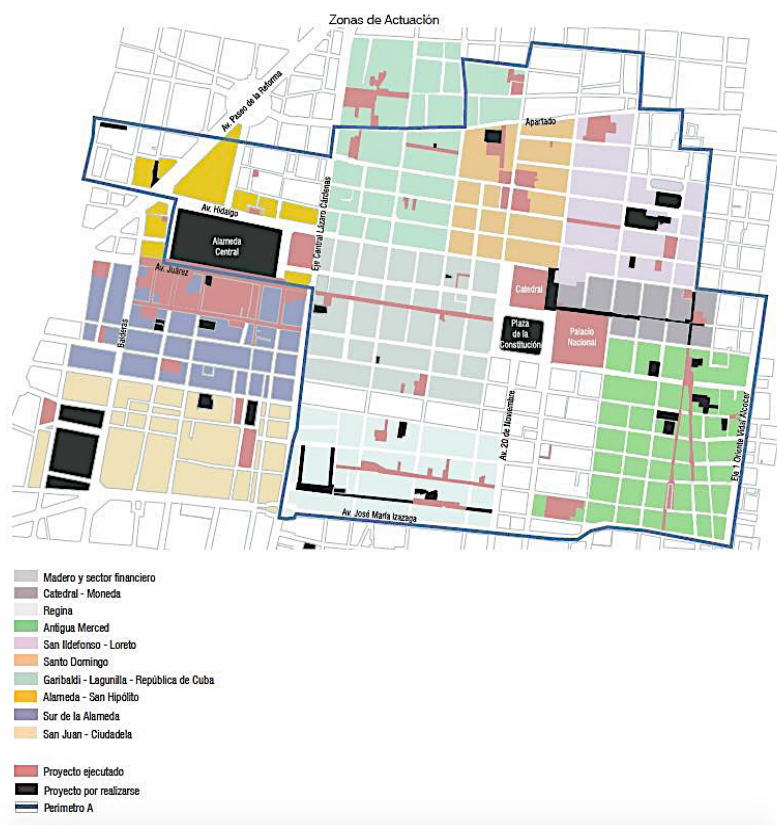 Zonas de Actuación
Av. Paseo de la Reforma
Apartado
Av. Hidalgo
Eje Central Lázaro Cárdenas
Alameda
Central
Av. Juárez
Balderas
Catedral
Plaza
de la
Constitución
Palacio
Nacional
Av. 20 de Noviembre
Eje 1 Oriente Vidal Alcocer
Av. José María Izazaga
Madero y sector financiero
Catedral - Moneda
Regina
Antigua Merced
San Ildefonso - Loreto
Santo Domingo
Garibaldi - Lagunilla - República de Cuba
Alameda - San Hipólito
Sur de la Alameda
San Juan - Ciudadela
Proyecto ejecutado
Proyecto por realizarse
Perimetro A